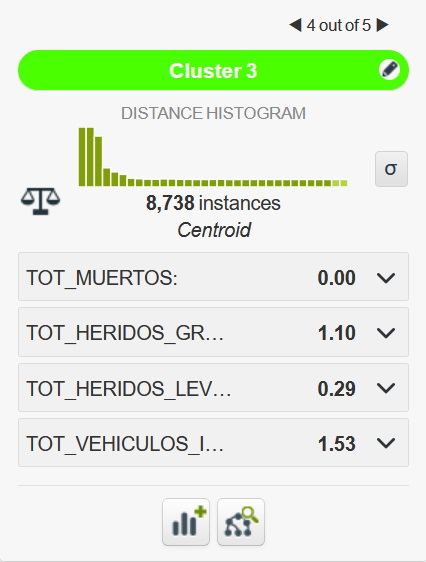 ◀ 4 out of 5 ▶
Cluster 3
DISTANCE HISTOGRAM
σ
8,738 instances
Centroid
TOT_MUERTOS: 0.00
TOT_HERIDOS_GR… 1.10
TOT_HERIDOS_LEV… 0.29
TOT_VEHICULOS_I… 1.53